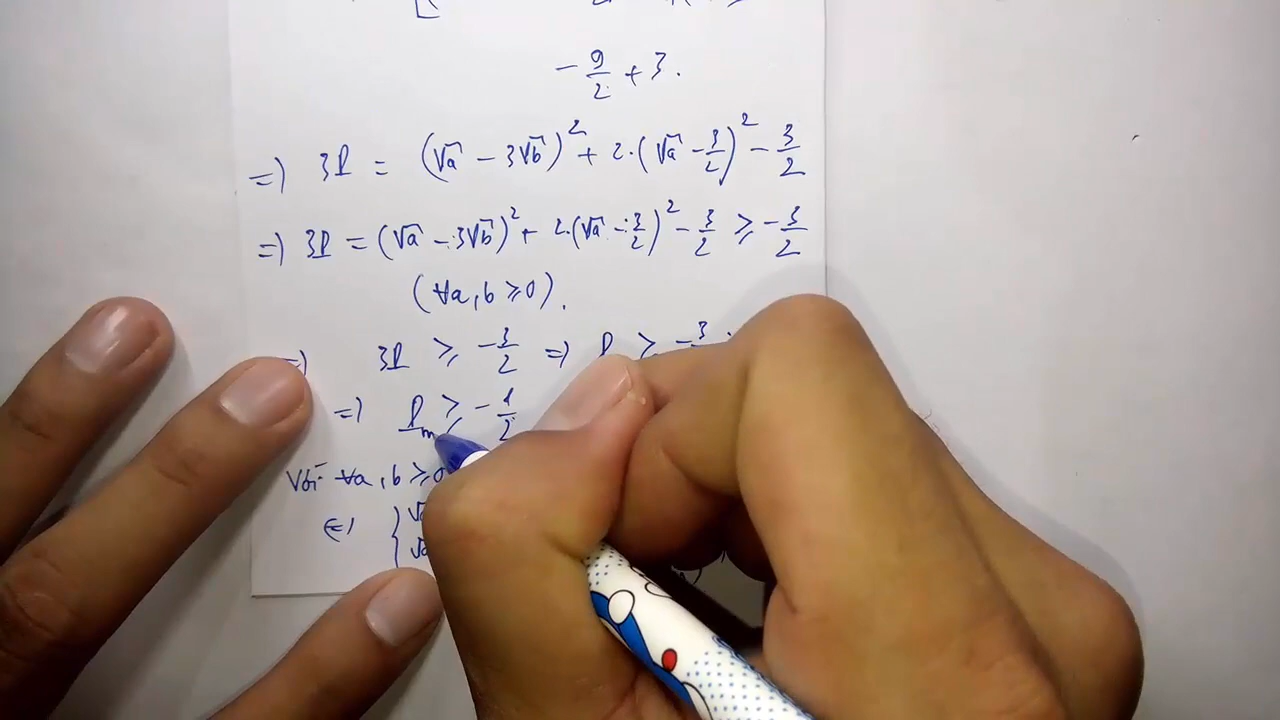 - 9/2 + 3.
=) 3P = (√a - 3√b)² + 2·(√a - 3/2)² - 3/2
=) 3P = (√a - 3√b)² + 2·(√a - 3/2)² - 3/2 ≥ -3/2
(∀a, b ≥ 0).
=) 3P ≥ -3/2 =) P ≥ -3
=) P ≥ -1/2
Với ∀a, b ≥ 0